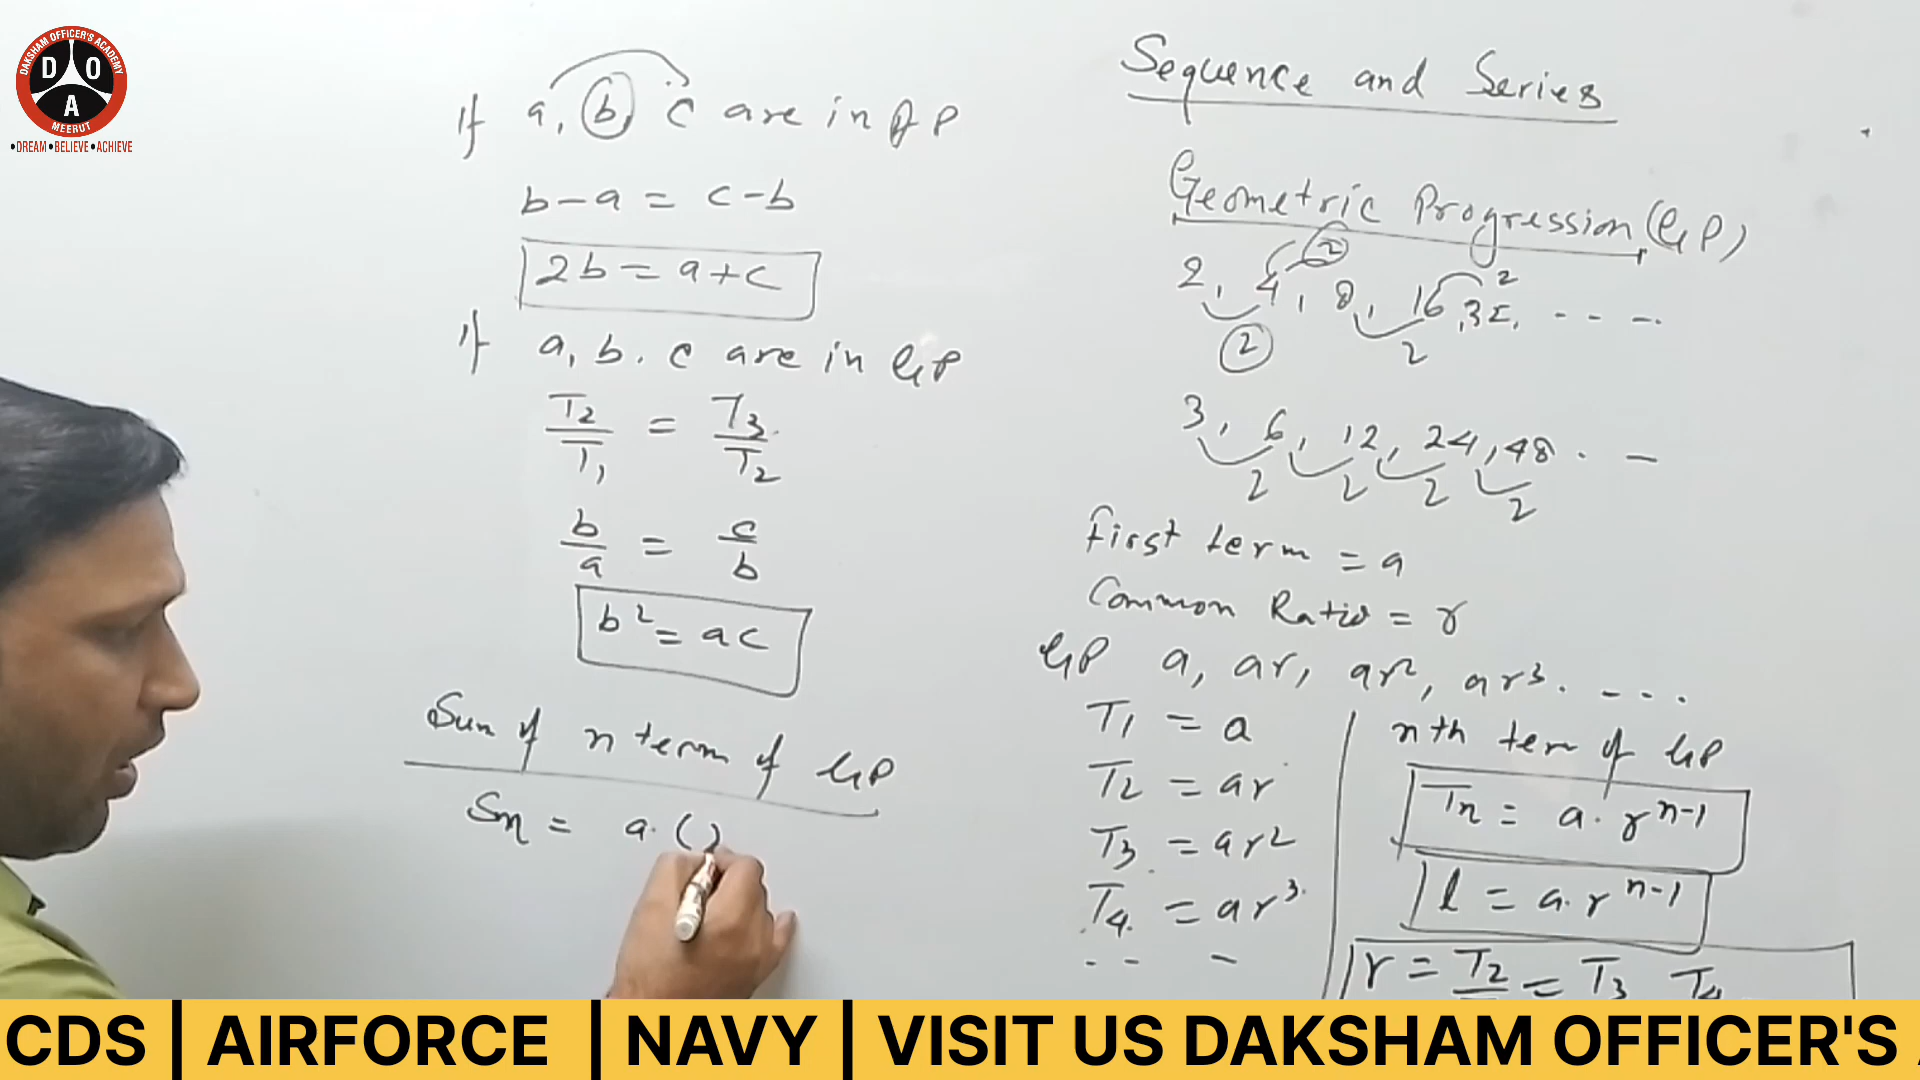 DAKSHAM OFFICER'S ACADEMY
D O A
MEERUT
•DREAM•BELIEVE•ACHIEVE
If a, b, c are in AP
b-a = c-b
2b = a+c
If a, b. c are in GP
T2/T1 = T3/T2
b/a = c/b
b² = ac
Sum of n term of GP
Sn = a. ( )
Sequence and Series
Geometric Progression (GP)
2
2, 4, 8, 16, 32, - - -
2
2 2
3, 6, 12, 24, 48 . -
2 2 2 2
First term = a
Common Ratio = r
GP a, ar, ar², ar³. - - -
T1 = a
T2 = ar
T3 = ar²
T4 = ar³
- - -
nth term of GP
Tn = a. r^n-1
l = a. r^n-1
r = T2 = T3 T4
CDS | AIRFORCE | NAVY | VISIT US DAKSHAM OFFICER'S